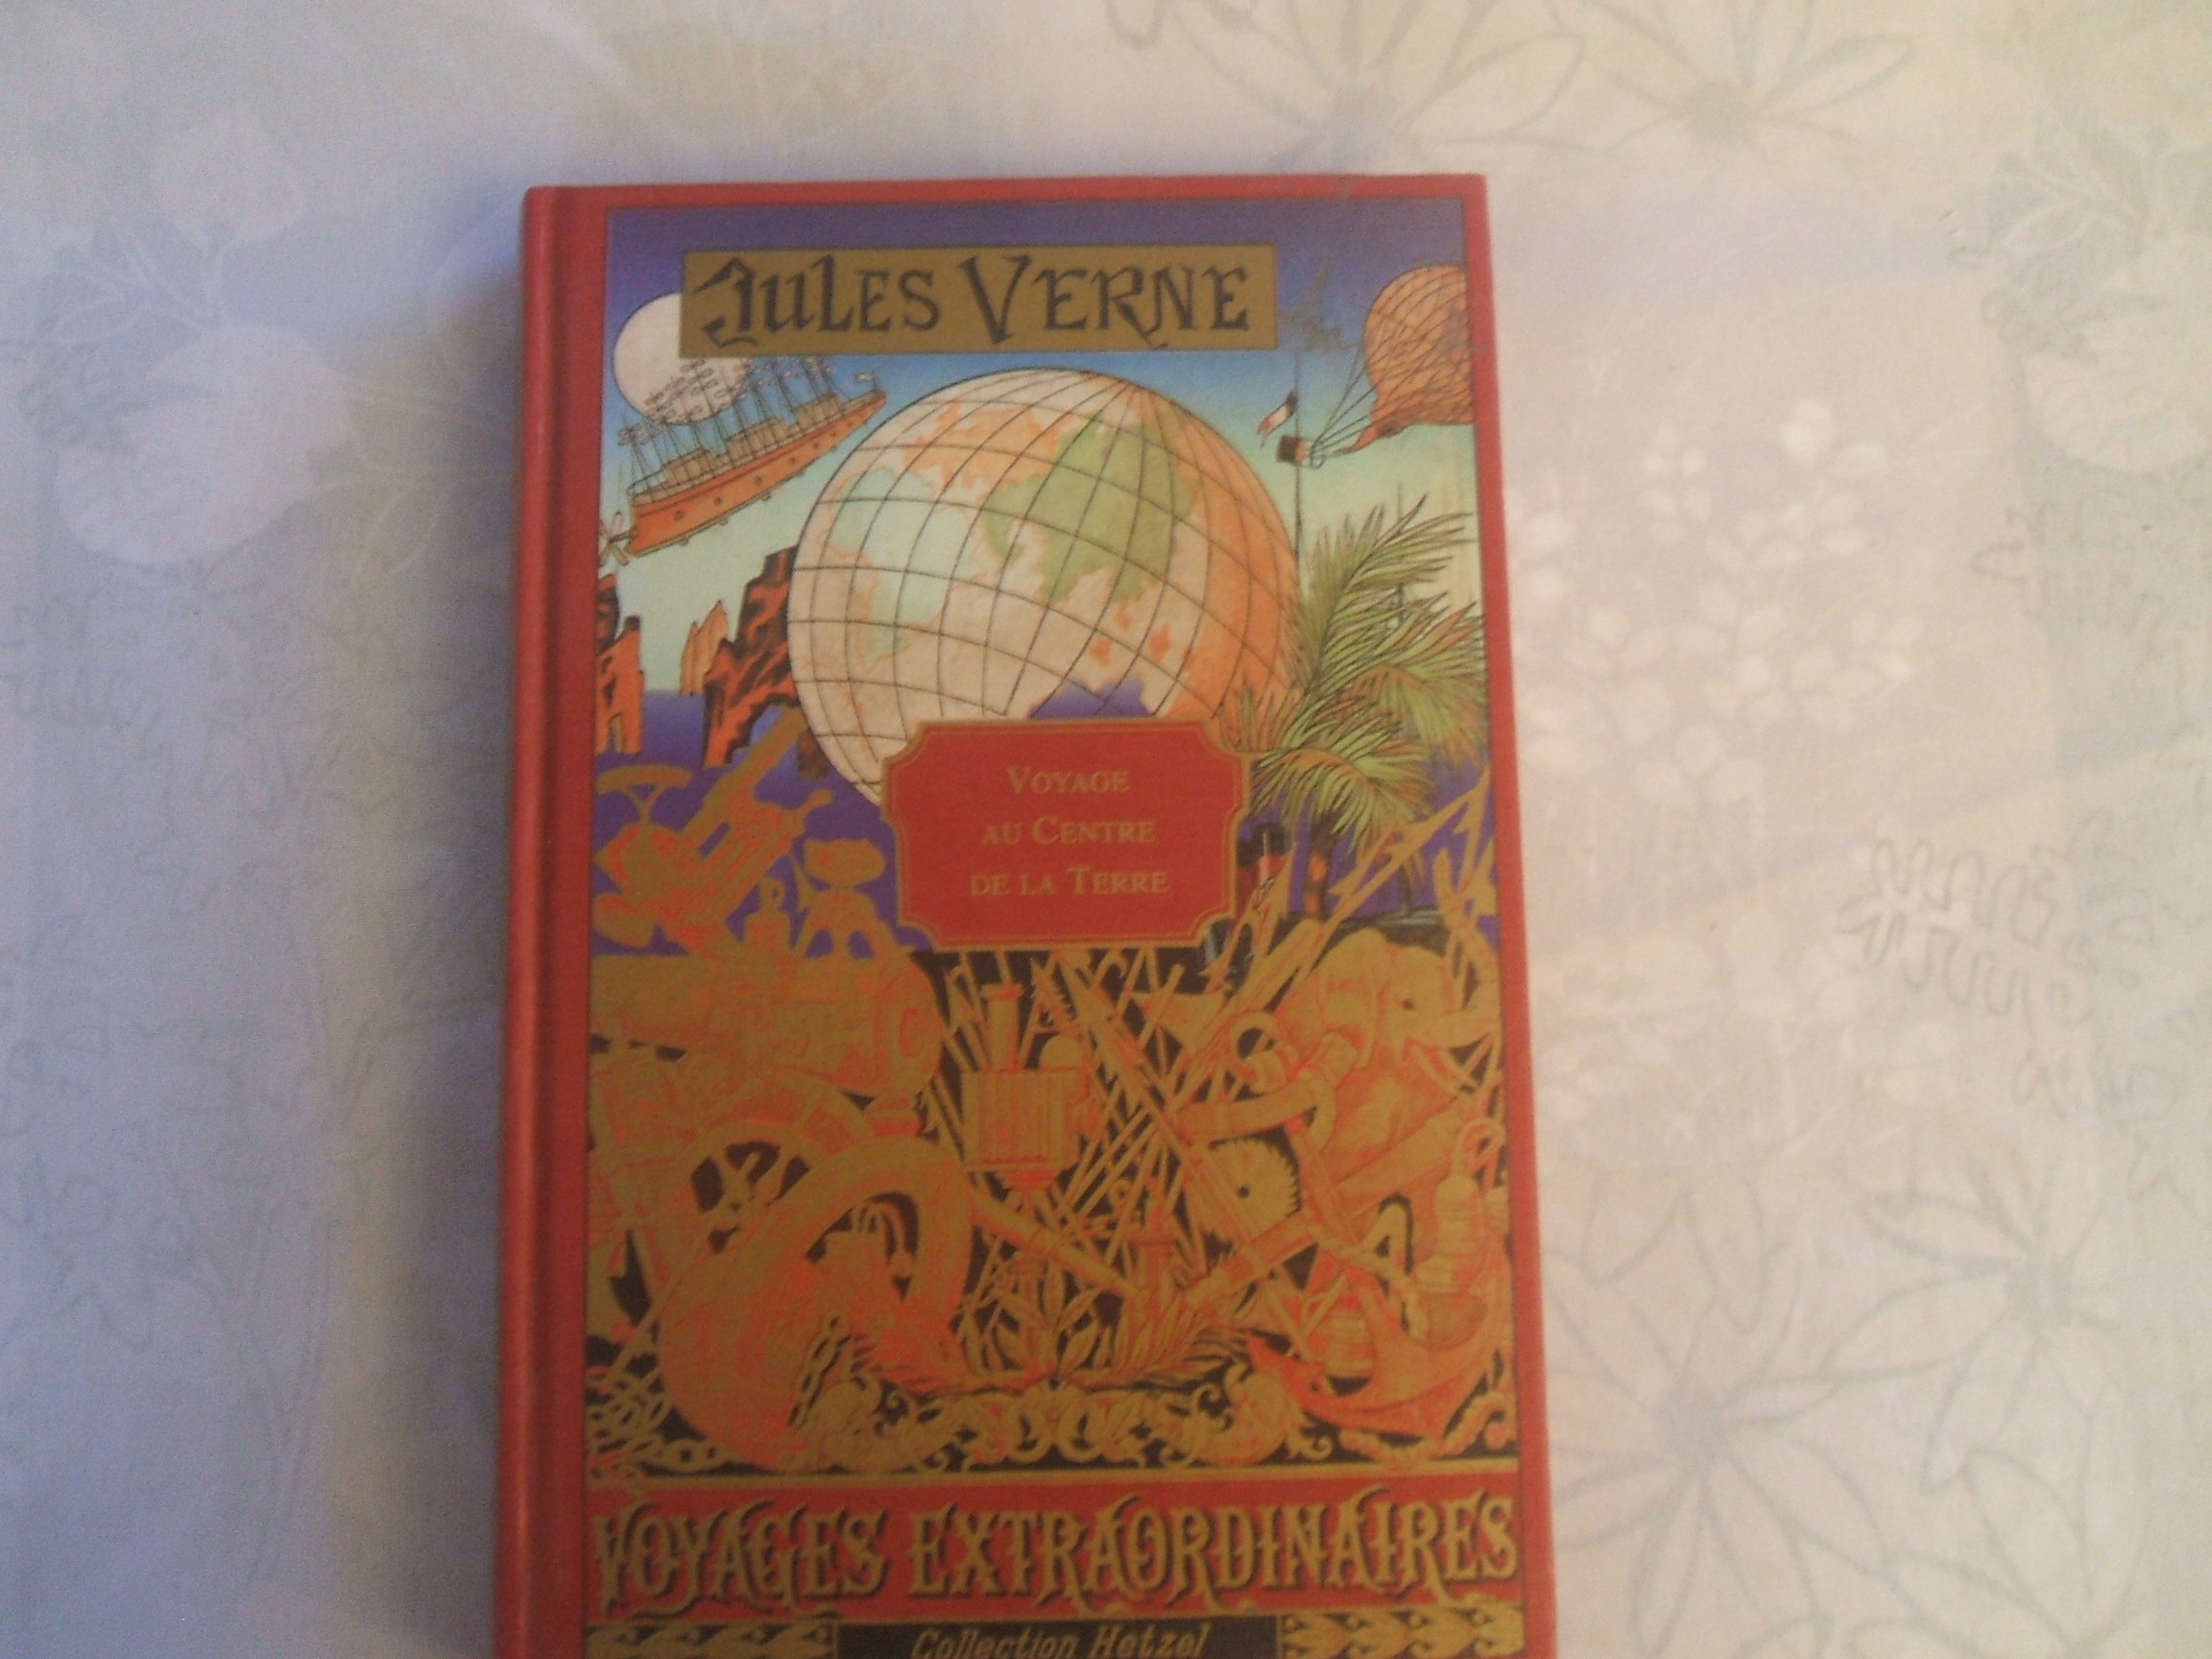 JULES VERNE
VOYAGE
AU CENTRE
DE LA TERRE
VOYAGES EXTRAORDINAIRES
Collection Hetzel